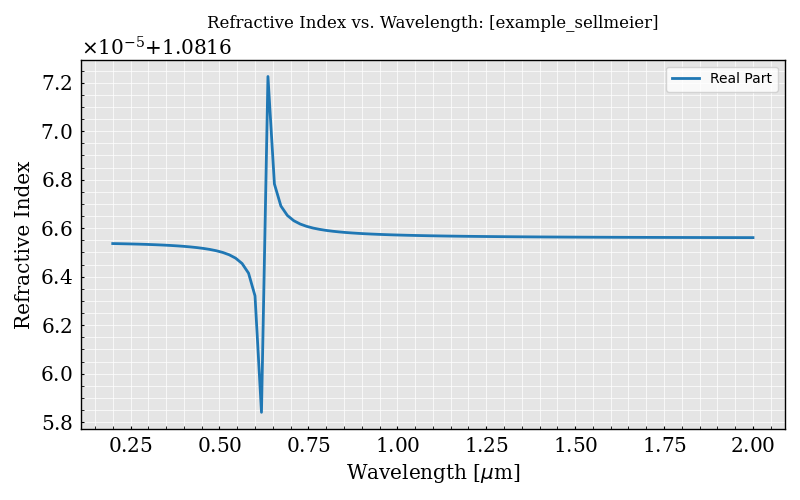 Refractive Index vs. Wavelength: [example_sellmeier]
×10⁻⁵+1.0816
Real Part
7.2
7.0
6.8
6.6
6.4
6.2
6.0
5.8
Refractive Index
0.25 0.50 0.75 1.00 1.25 1.50 1.75 2.00
Wavelength [μm]